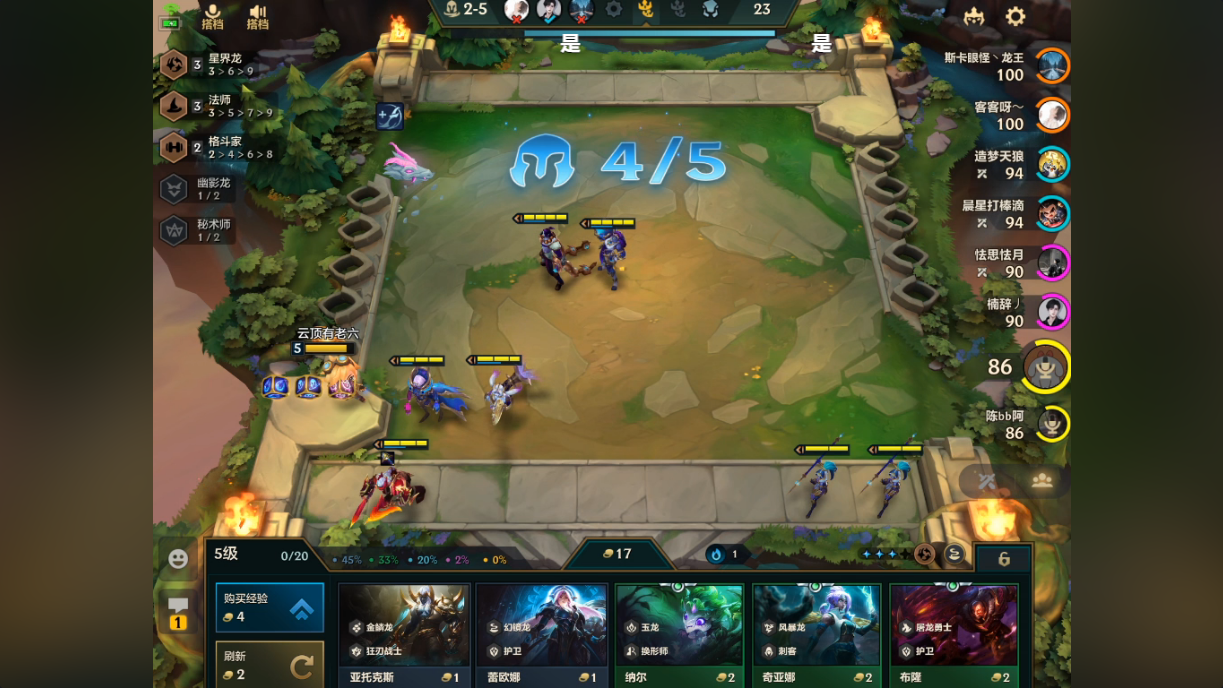 搭档
搭档
2-5
23
是
是
3
星界龙
3 > 6 > 9
3
法师
3 > 5 > 7 > 9
2
格斗家
2 > 4 > 6 > 8
幽影龙
1 / 2
秘术师
1 / 2
4/5
斯卡眼怪丶龙王
100
客客呀~
100
造梦天狼
94
晨星打棒滴
94
怯思怯月
90
楠辞丿
90
86
陈bb阿
86
云顶有老六
5
5级
0/20
45%
33%
20%
2%
0%
17
1
6
购买经验
4
刷新
2
1
金鳞龙
狂刃战士
亚托克斯
1
幻镜龙
护卫
蕾欧娜
1
玉龙
换形师
纳尔
2
风暴龙
刺客
奇亚娜
2
屠龙勇士
护卫
布隆
2